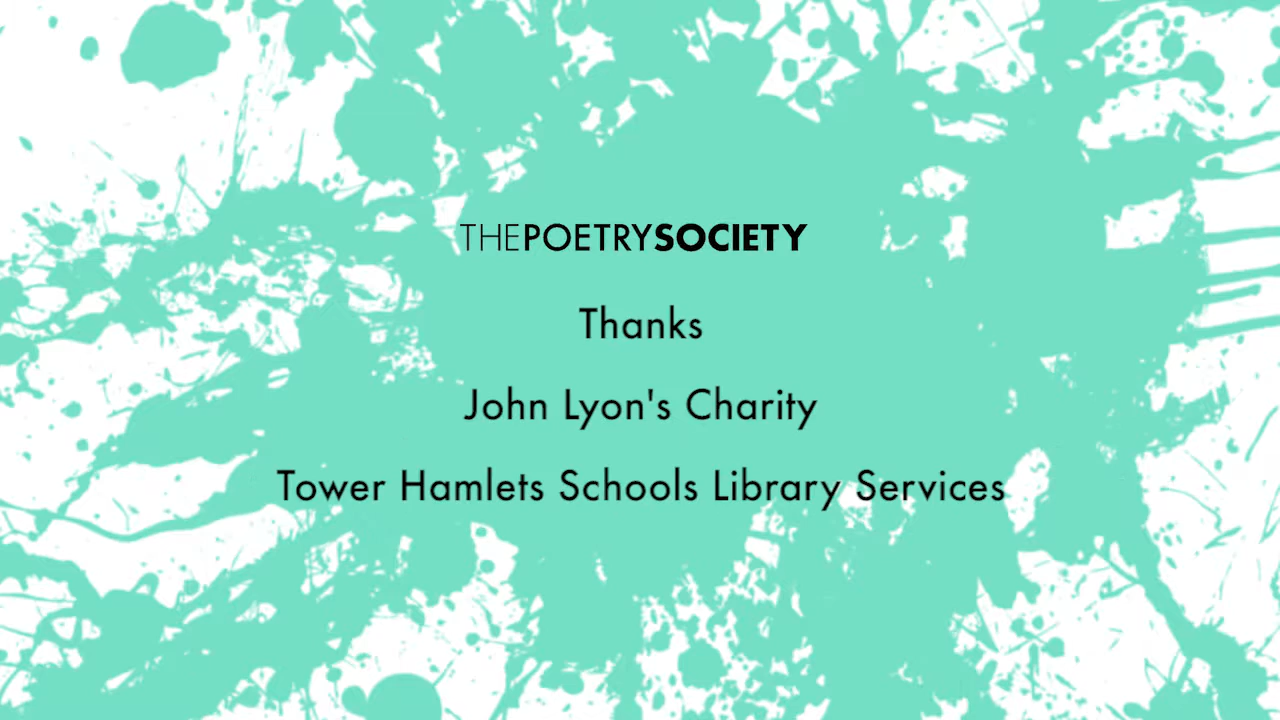 THEPOETRYSOCIETY
Thanks
John Lyon's Charity
Tower Hamlets Schools Library Services